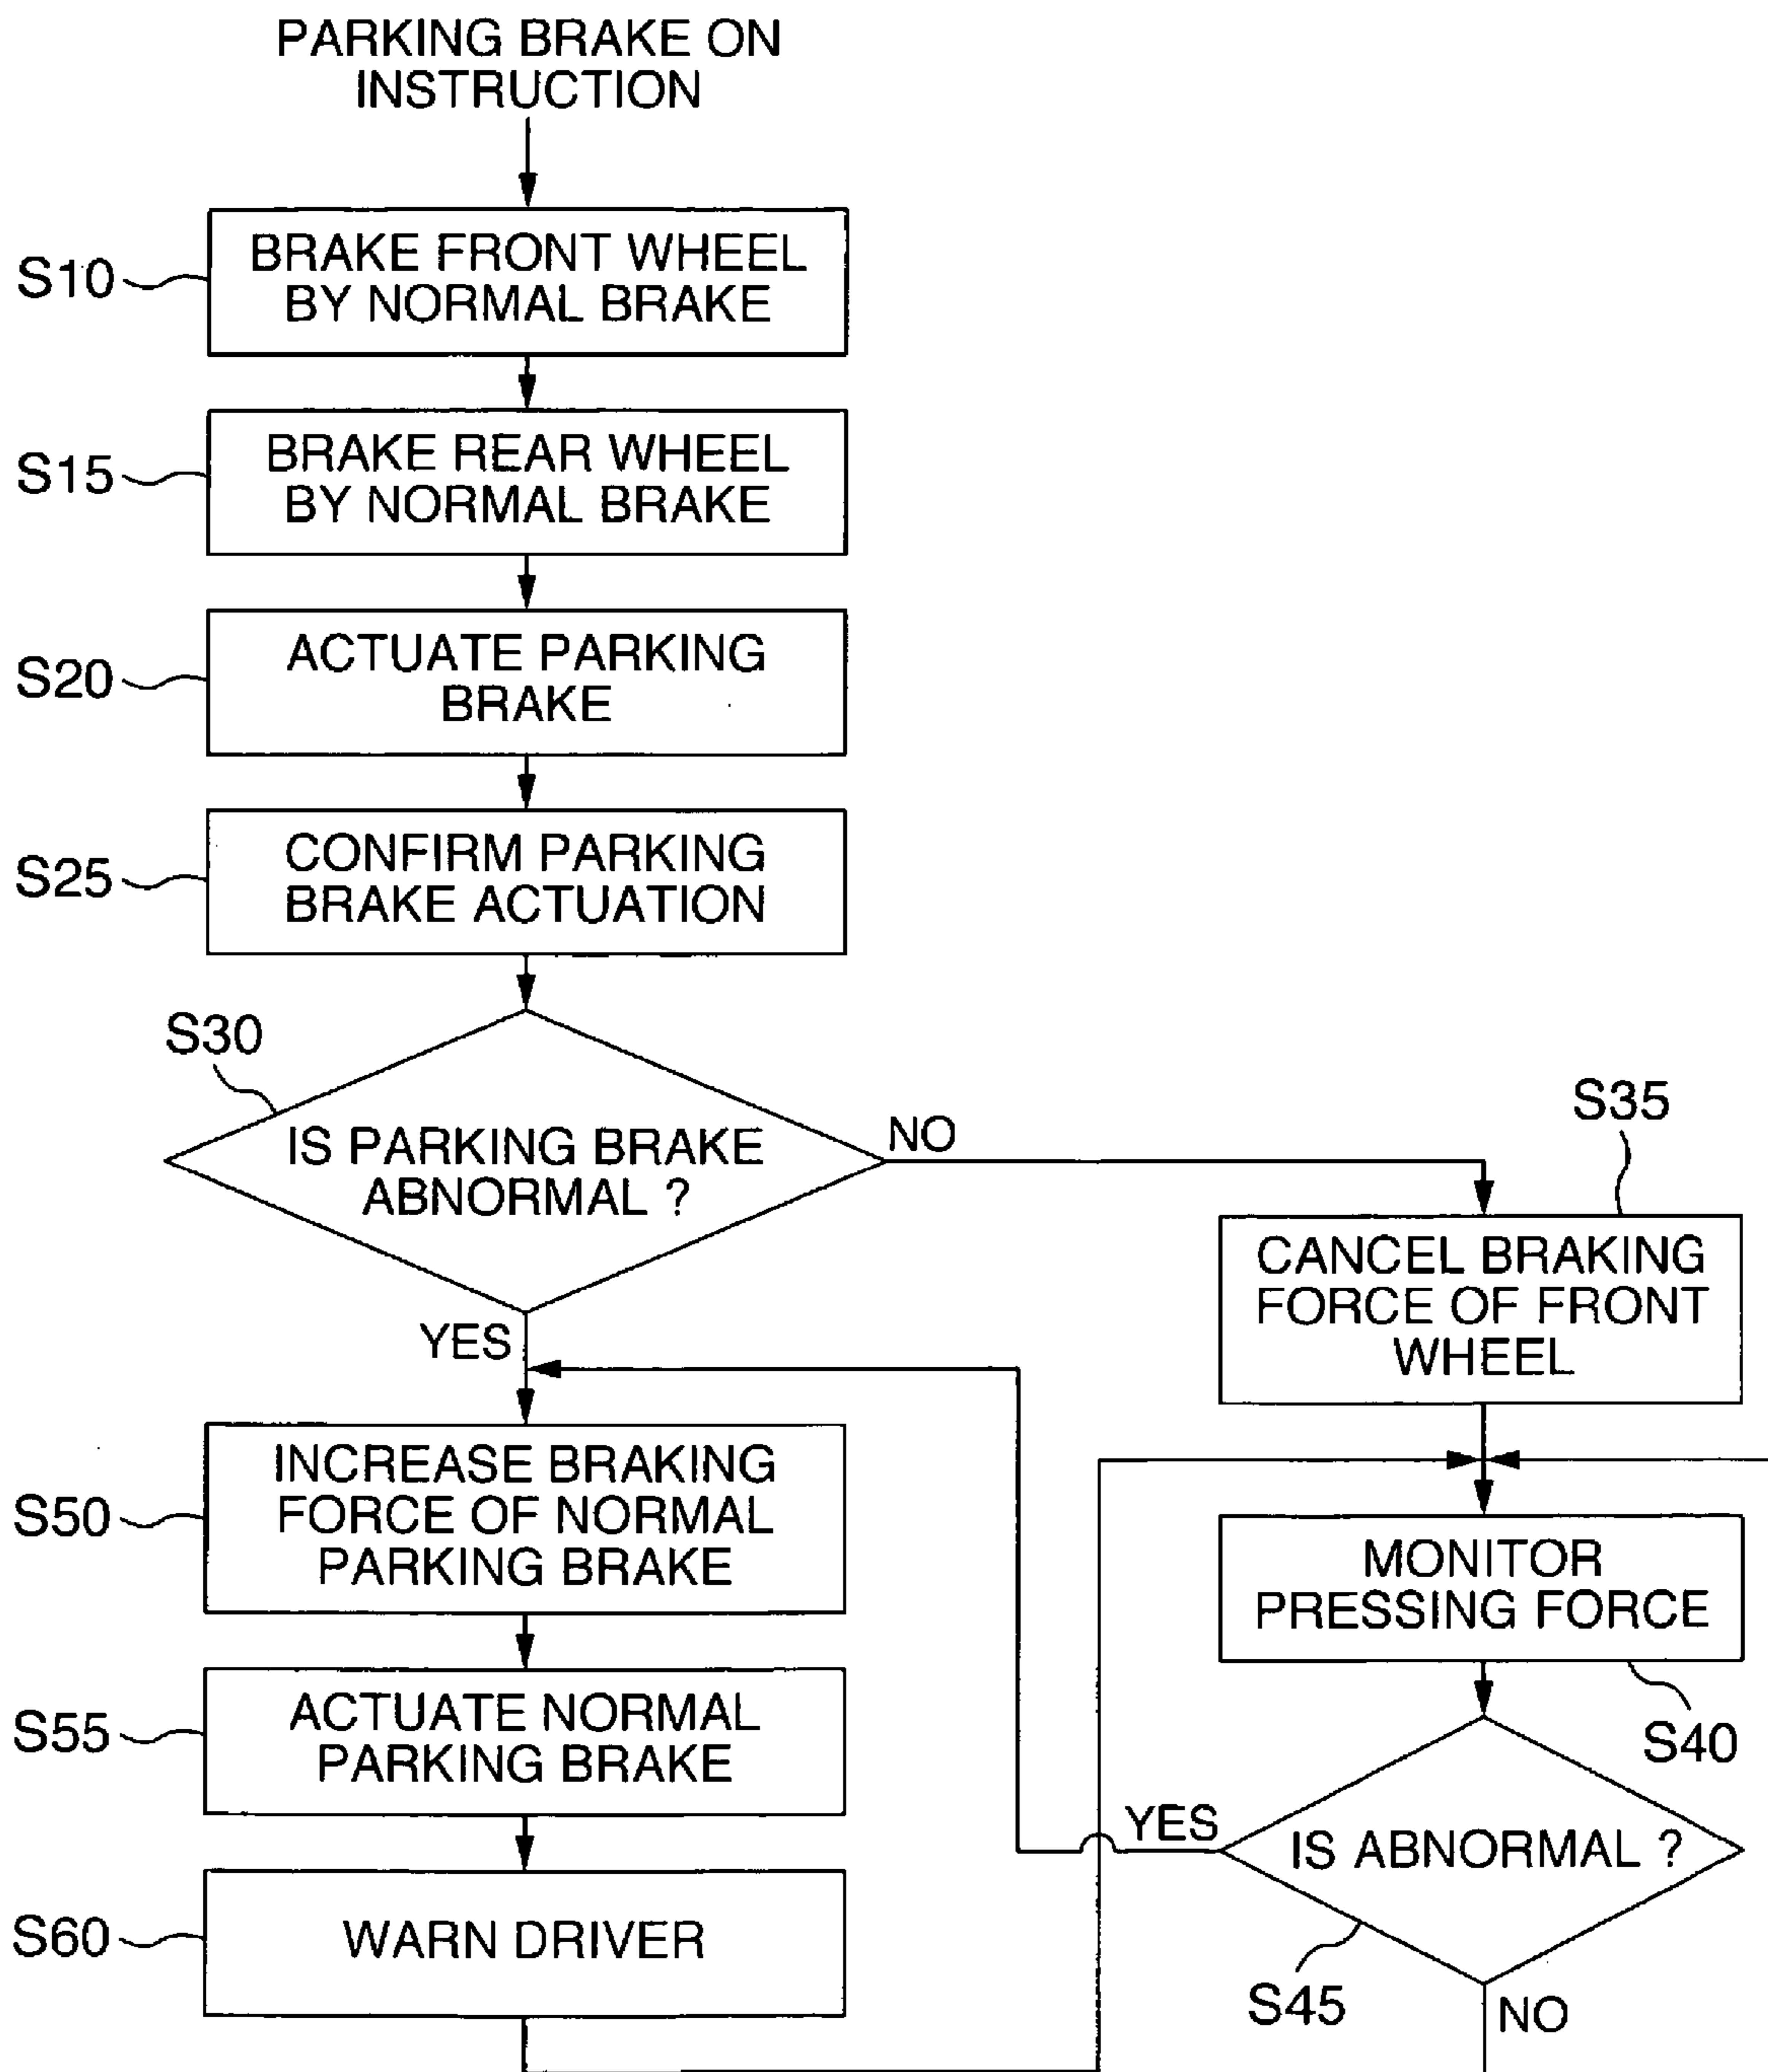 PARKING BRAKE ON
INSTRUCTION
S10
BRAKE FRONT WHEEL
BY NORMAL BRAKE
S15
BRAKE REAR WHEEL
BY NORMAL BRAKE
S20
ACTUATE PARKING
BRAKE
S25
CONFIRM PARKING
BRAKE ACTUATION
S30
IS PARKING BRAKE
ABNORMAL ?
NO
YES
S35
CANCEL BRAKING
FORCE OF FRONT
WHEEL
S50
INCREASE BRAKING
FORCE OF NORMAL
PARKING BRAKE
MONITOR
PRESSING FORCE
S40
S55
ACTUATE NORMAL
PARKING BRAKE
YES
IS ABNORMAL ?
S45
NO
S60
WARN DRIVER